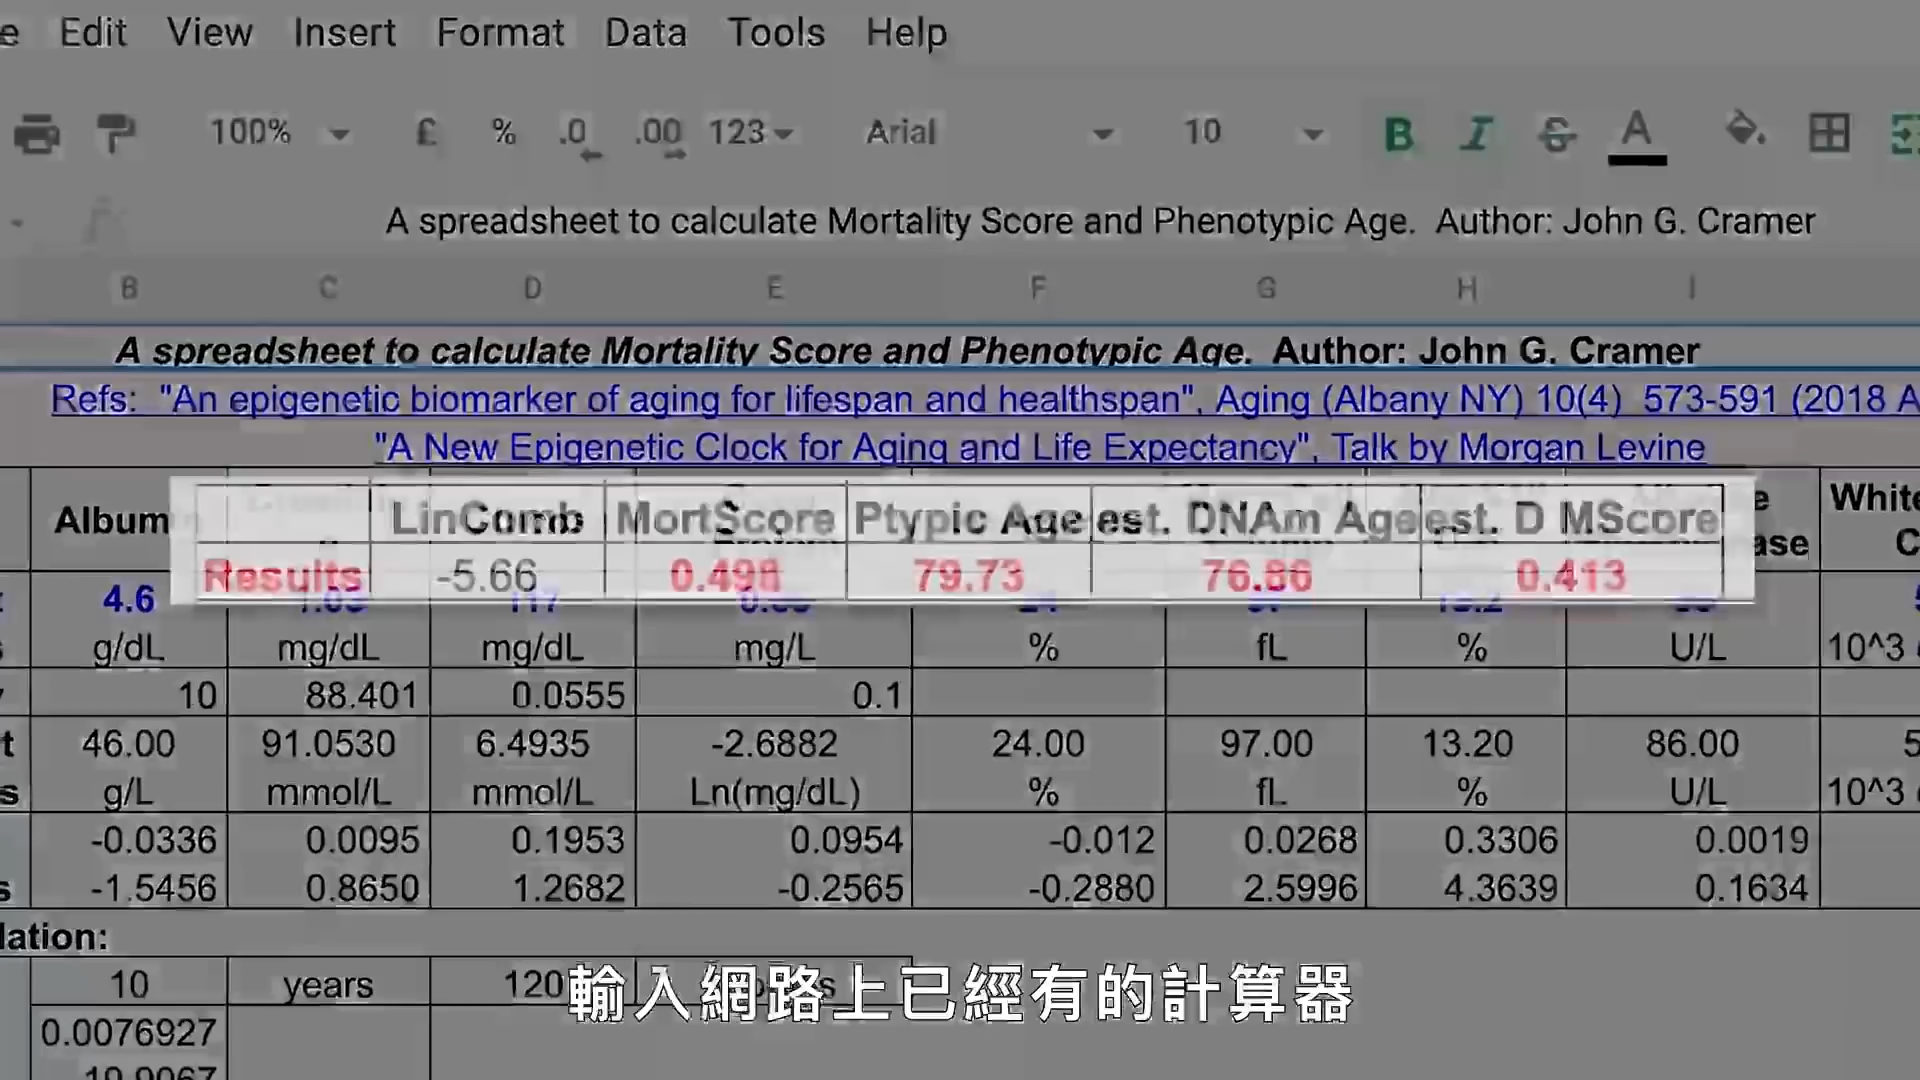 Edit View Insert Format Data Tools Help
100% £ % .0 .00 123 Arial 10 B I S A
A spreadsheet to calculate Mortality Score and Phenotypic Age. Author: John G. Cramer
B C D E F G H I
A spreadsheet to calculate Mortality Score and Phenotypic Age. Author: John G. Cramer
Refs: "An epigenetic biomarker of aging for lifespan and healthspan", Aging (Albany NY) 10(4) 573-591 (2018 A
"A New Epigenetic Clock for Aging and Life Expectancy", Talk by Morgan Levine
LinComb MortScore Ptypic Age est. DNAm Age est. D MScore
Results -5.66 0.498 79.73 76.86 0.413
4.6
g/dL mg/dL mg/dL mg/L % fL % U/L 10^3
10 88.401 0.0555 0.1
46.00 91.0530 6.4935 -2.6882 24.00 97.00 13.20 86.00
g/L mmol/L mmol/L Ln(mg/dL) % fL % U/L 10^3
-0.0336 0.0095 0.1953 0.0954 -0.012 0.0268 0.3306 0.0019
-1.5456 0.8650 1.2682 -0.2565 -0.2880 2.5996 4.3639 0.1634
lation:
10 years 120
0.0076927
輸入網路上已經有的計算器